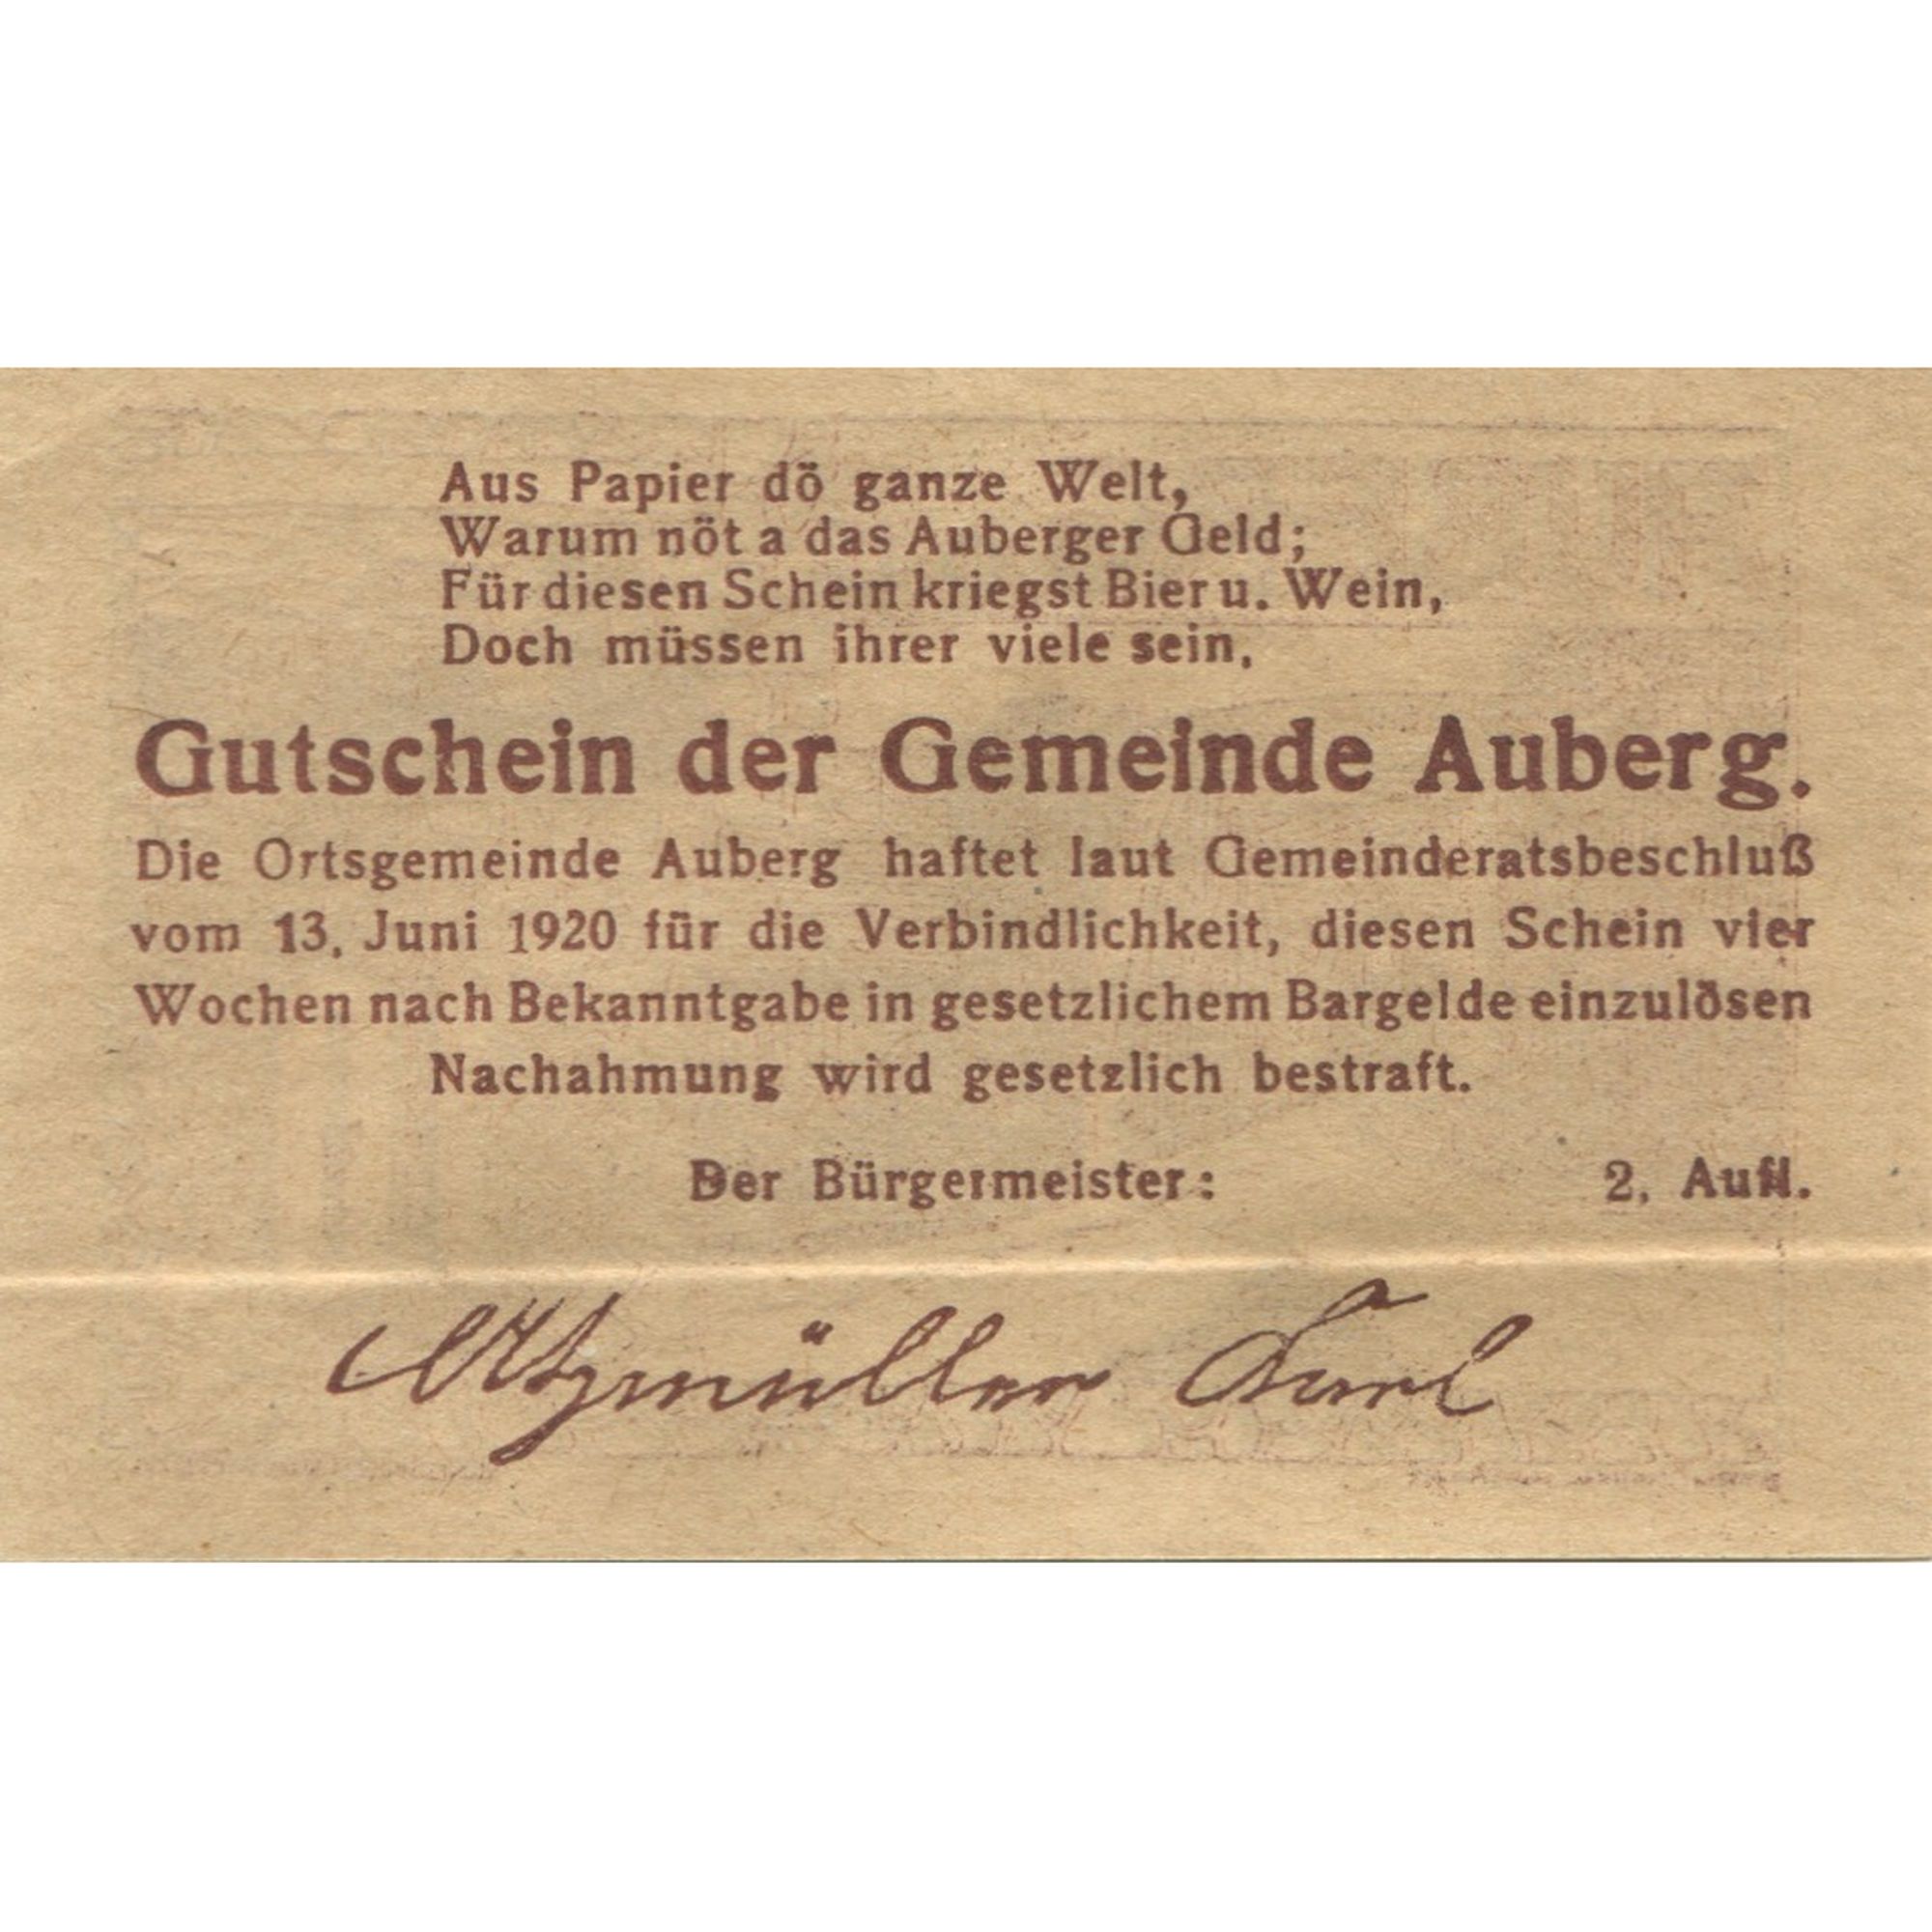 Aus Papier dö ganze Welt,
Warum nöt a das Auberger Geld;
Für diesen Schein kriegst Bier u. Wein,
Doch müssen ihrer viele sein,
Gutschein der Gemeinde Auberg.
Die Ortsgemeinde Auberg haftet laut Gemeinderatsbeschluß
vom 13. Juni 1920 für die Verbindlichkeit, diesen Schein vier
Wochen nach Bekanntgabe in gesetzlichem Bargelde einzulösen
Nachahmung wird gesetzlich bestraft.
Der Bürgermeister: 2. Aufl.
Atzmüller Karl